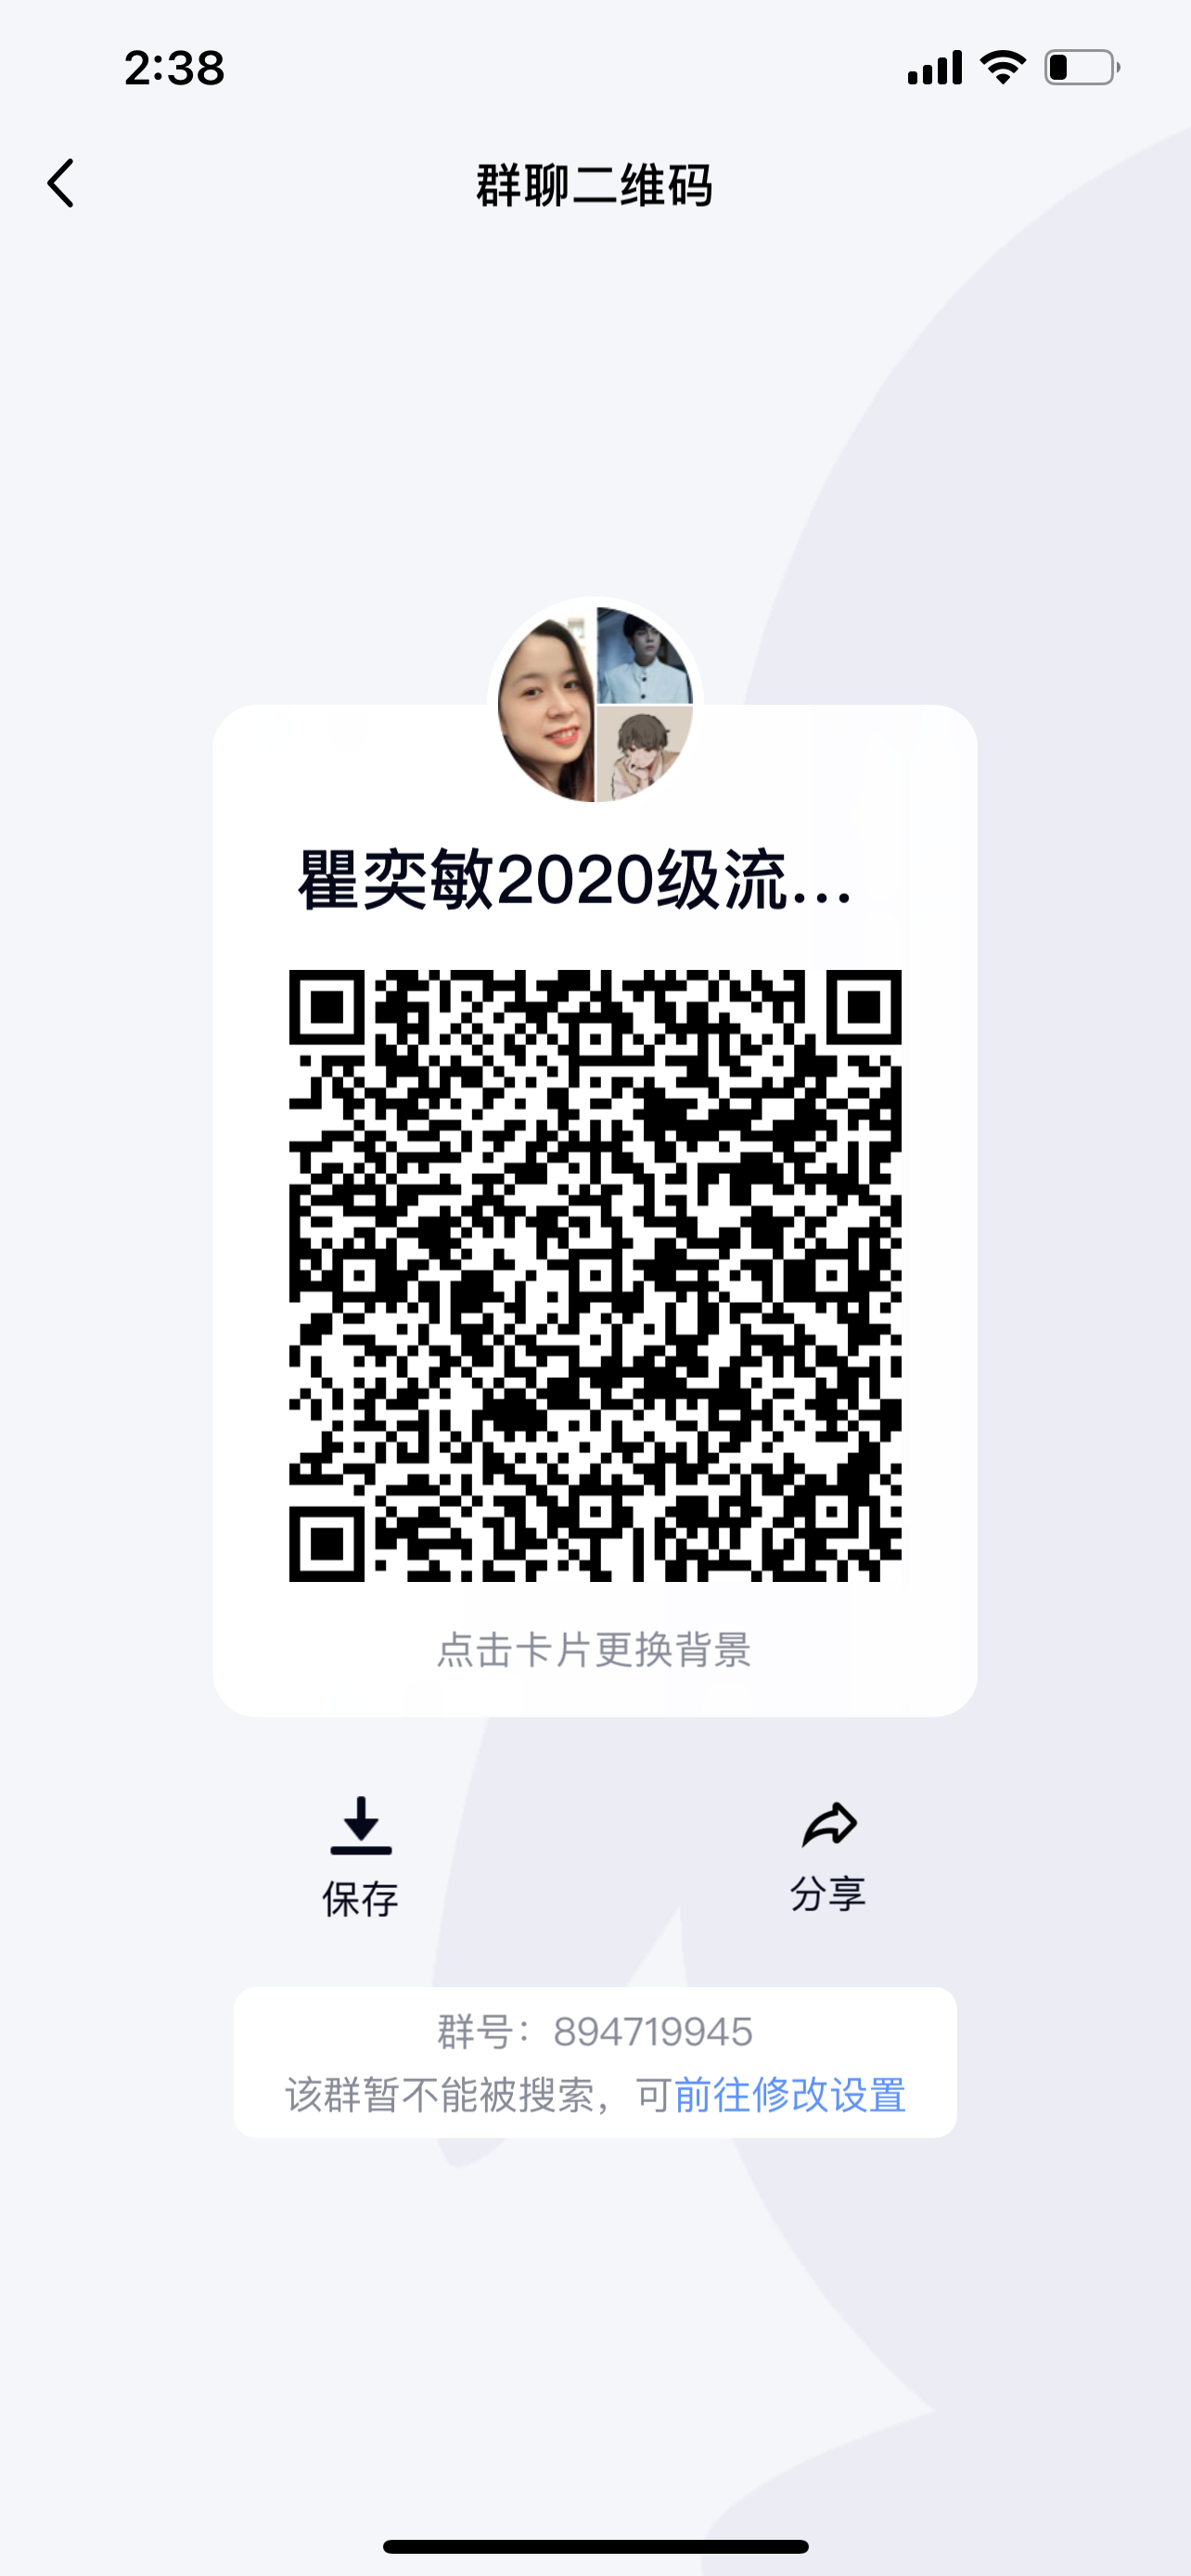 2:38
群聊二维码
瞿奕敏2020级流...
点击卡片更换背景
保存
分享
群号：894719945
该群暂不能被搜索，可前往修改设置